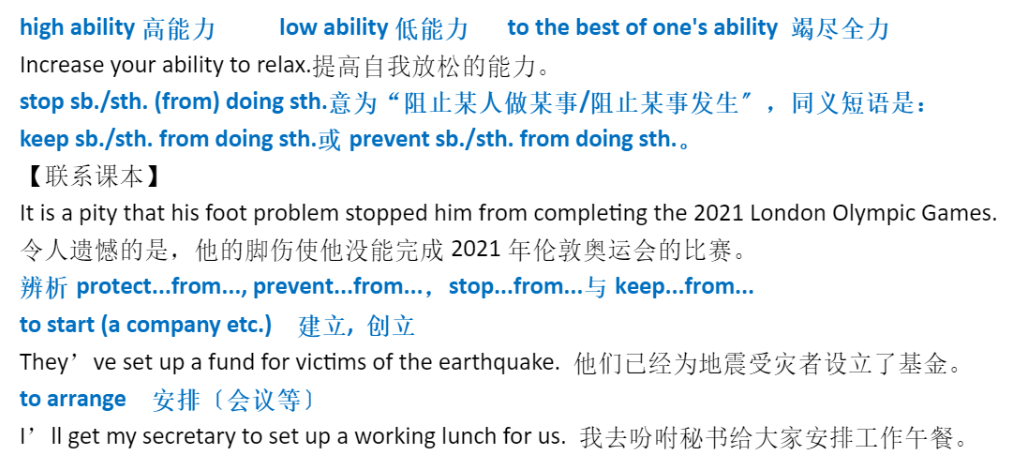 high ability 高能力 low ability 低能力 to the best of one's ability 竭尽全力
Increase your ability to relax.提高自我放松的能力。
stop sb./sth. (from) doing sth.意为“阻止某人做某事/阻止某事发生”，同义短语是：
keep sb./sth. from doing sth.或 prevent sb./sth. from doing sth.。
【联系课本】
It is a pity that his foot problem stopped him from completing the 2021 London Olympic Games.
令人遗憾的是，他的脚伤使他没能完成 2021 年伦敦奥运会的比赛。
辨析 protect...from..., prevent...from...，stop...from...与 keep...from...
to start (a company etc.) 建立, 创立
They’ve set up a fund for victims of the earthquake. 他们已经为地震受灾者设立了基金。
to arrange 安排〔会议等〕
I’ll get my secretary to set up a working lunch for us. 我去吩咐秘书给大家安排工作午餐。